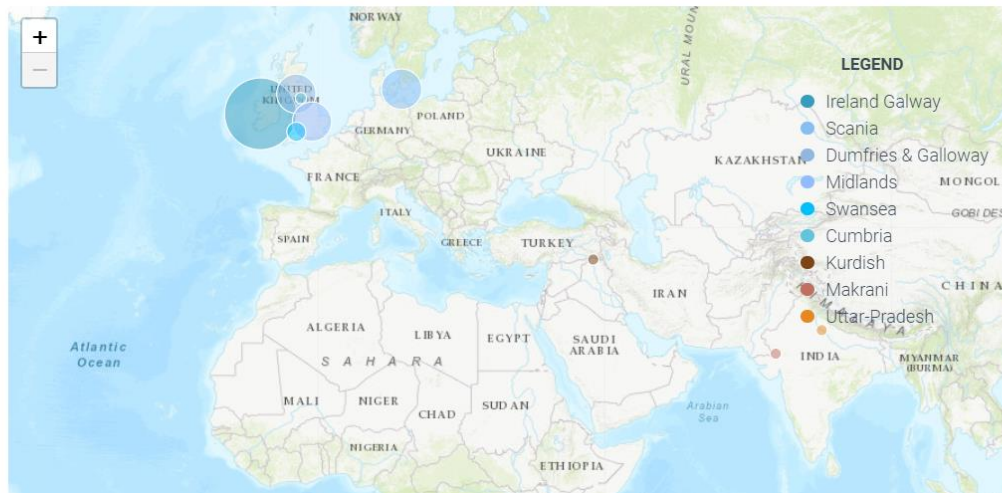 +
−
NORWAY
URAL MOUN
UNITED
KINGDOM
LEGEND
Ireland Galway
Scania
Dumfries & Galloway
Midlands
Swansea
Cumbria
Kurdish
Makrani
Uttar-Pradesh
POLAND
GERMANY
UKRAINE
KAZAKHSTAN
MONGOL
FRANCE
GOBI DES
ITALY
SPAIN
GREECE
TURKEY
CHINA
IRAN
HIMALAYA
ALGERIA
LIBYA
EGYPT
SAUDI
ARABIA
Atlantic
Ocean
SAHARA
INDIA
MYANMAR
(BURMA)
MALI
NIGER
CHAD
SUDAN
Arabian
Sea
NIGERIA
ETHIOPIA